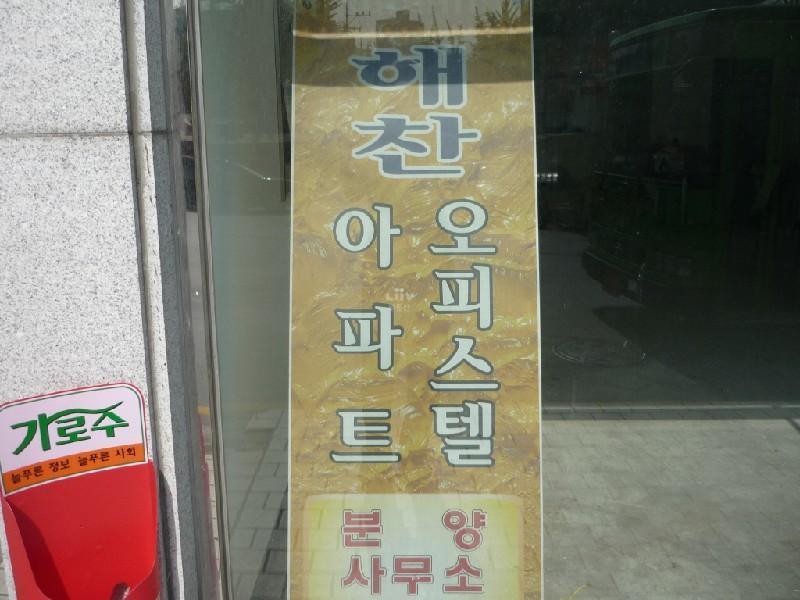 해찬
아파트
오피스텔
분양
사무소
가로수
늘푸른 정보 늘푸른 사회